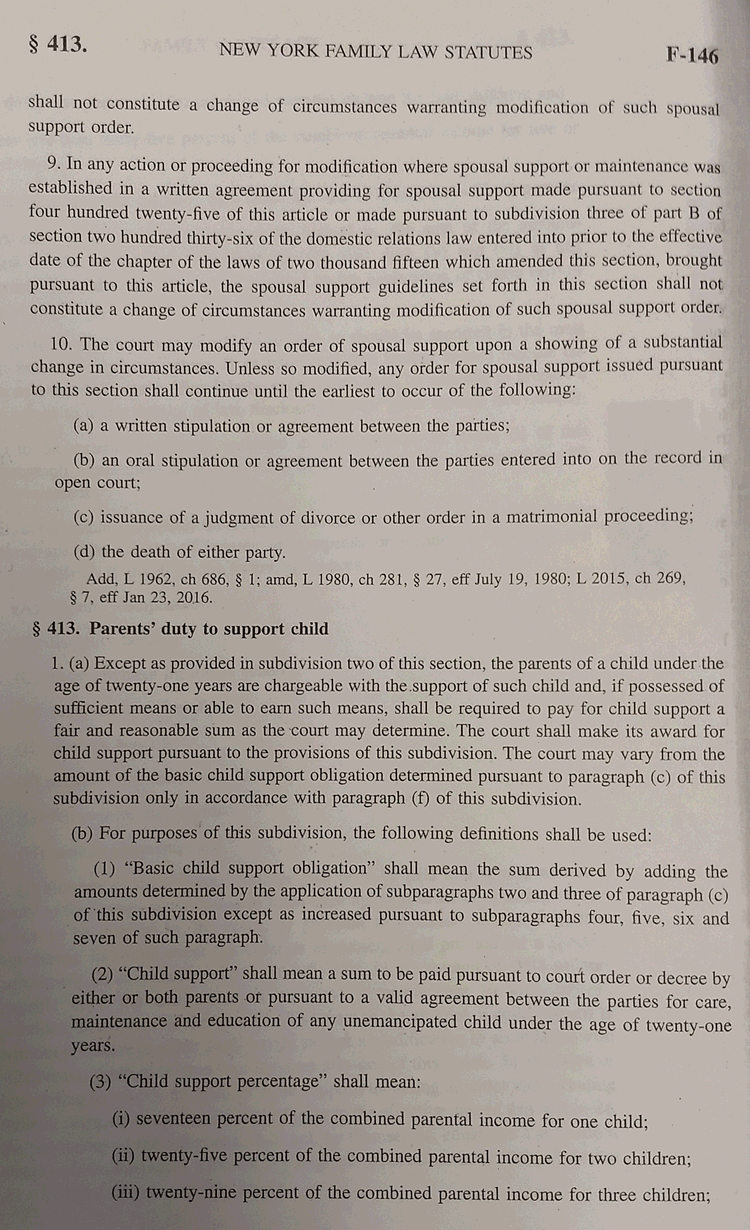 § 413. NEW YORK FAMILY LAW STATUTES F-146
shall not constitute a change of circumstances warranting modification of such spousal
support order.
9. In any action or proceeding for modification where spousal support or maintenance was
established in a written agreement providing for spousal support made pursuant to section
four hundred twenty-five of this article or made pursuant to subdivision three of part B of
section two hundred thirty-six of the domestic relations law entered into prior to the effective
date of the chapter of the laws of two thousand fifteen which amended this section, brought
pursuant to this article, the spousal support guidelines set forth in this section shall not
constitute a change of circumstances warranting modification of such spousal support order.
10. The court may modify an order of spousal support upon a showing of a substantial
change in circumstances. Unless so modified, any order for spousal support issued pursuant
to this section shall continue until the earliest to occur of the following:
(a) a written stipulation or agreement between the parties;
(b) an oral stipulation or agreement between the parties entered into on the record in
open court;
(c) issuance of a judgment of divorce or other order in a matrimonial proceeding;
(d) the death of either party.
Add, L 1962, ch 686, § 1; amd, L 1980, ch 281, § 27, eff July 19, 1980; L 2015, ch 269,
§ 7, eff Jan 23, 2016.
§ 413. Parents’ duty to support child
1. (a) Except as provided in subdivision two of this section, the parents of a child under the
age of twenty-one years are chargeable with the support of such child and, if possessed of
sufficient means or able to earn such means, shall be required to pay for child support a
fair and reasonable sum as the court may determine. The court shall make its award for
child support pursuant to the provisions of this subdivision. The court may vary from the
amount of the basic child support obligation determined pursuant to paragraph (c) of this
subdivision only in accordance with paragraph (f) of this subdivision.
(b) For purposes of this subdivision, the following definitions shall be used:
(1) “Basic child support obligation” shall mean the sum derived by adding the
amounts determined by the application of subparagraphs two and three of paragraph (c)
of this subdivision except as increased pursuant to subparagraphs four, five, six and
seven of such paragraph.
(2) “Child support” shall mean a sum to be paid pursuant to court order or decree by
either or both parents or pursuant to a valid agreement between the parties for care,
maintenance and education of any unemancipated child under the age of twenty-one
years.
(3) “Child support percentage” shall mean:
(i) seventeen percent of the combined parental income for one child;
(ii) twenty-five percent of the combined parental income for two children;
(iii) twenty-nine percent of the combined parental income for three children;